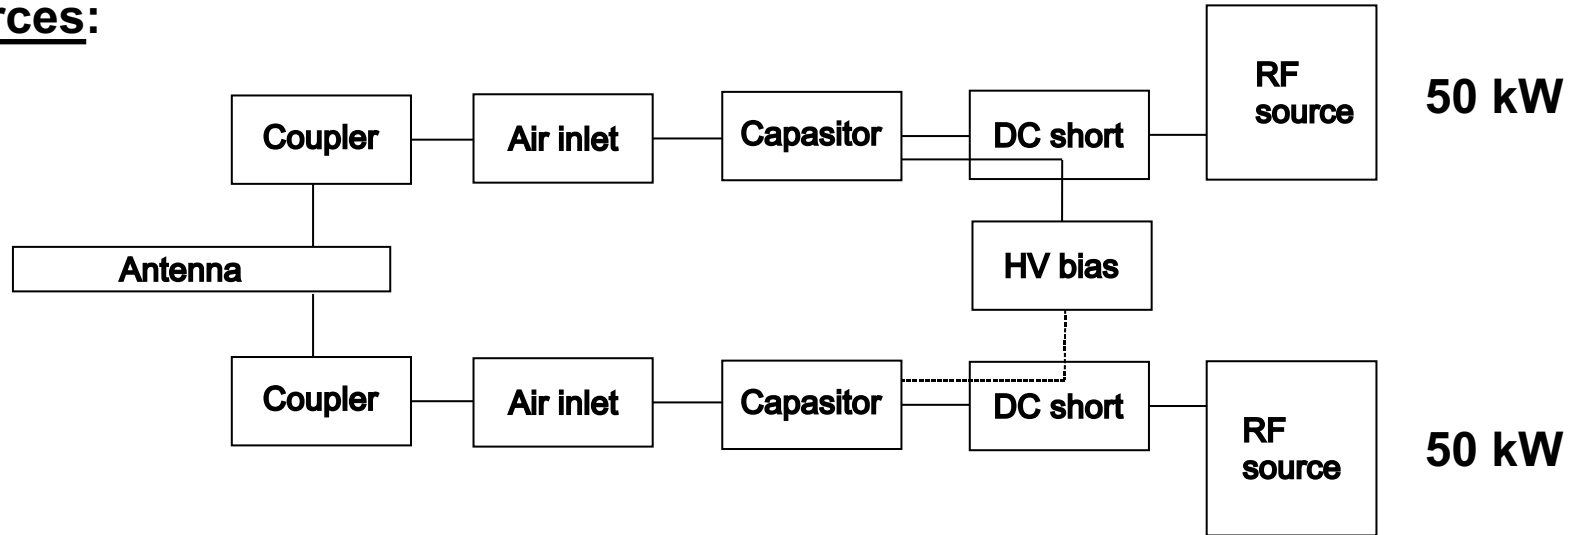 rces:
RF
source
50 kW
Coupler
Air inlet
Capasitor
DC short
Antenna
HV bias
Coupler
Air inlet
Capasitor
DC short
RF
source
50 kW